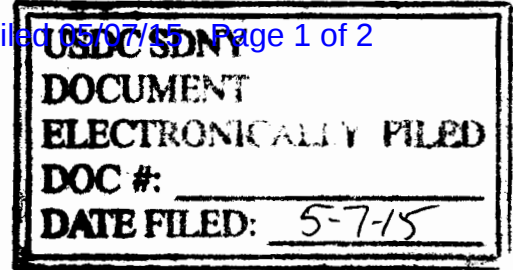 iled 05/07/15 Page 1 of 2
USDC SDNY
DOCUMENT
ELECTRONICALLY FILED
DOC #:
DATE FILED: 5-7-15